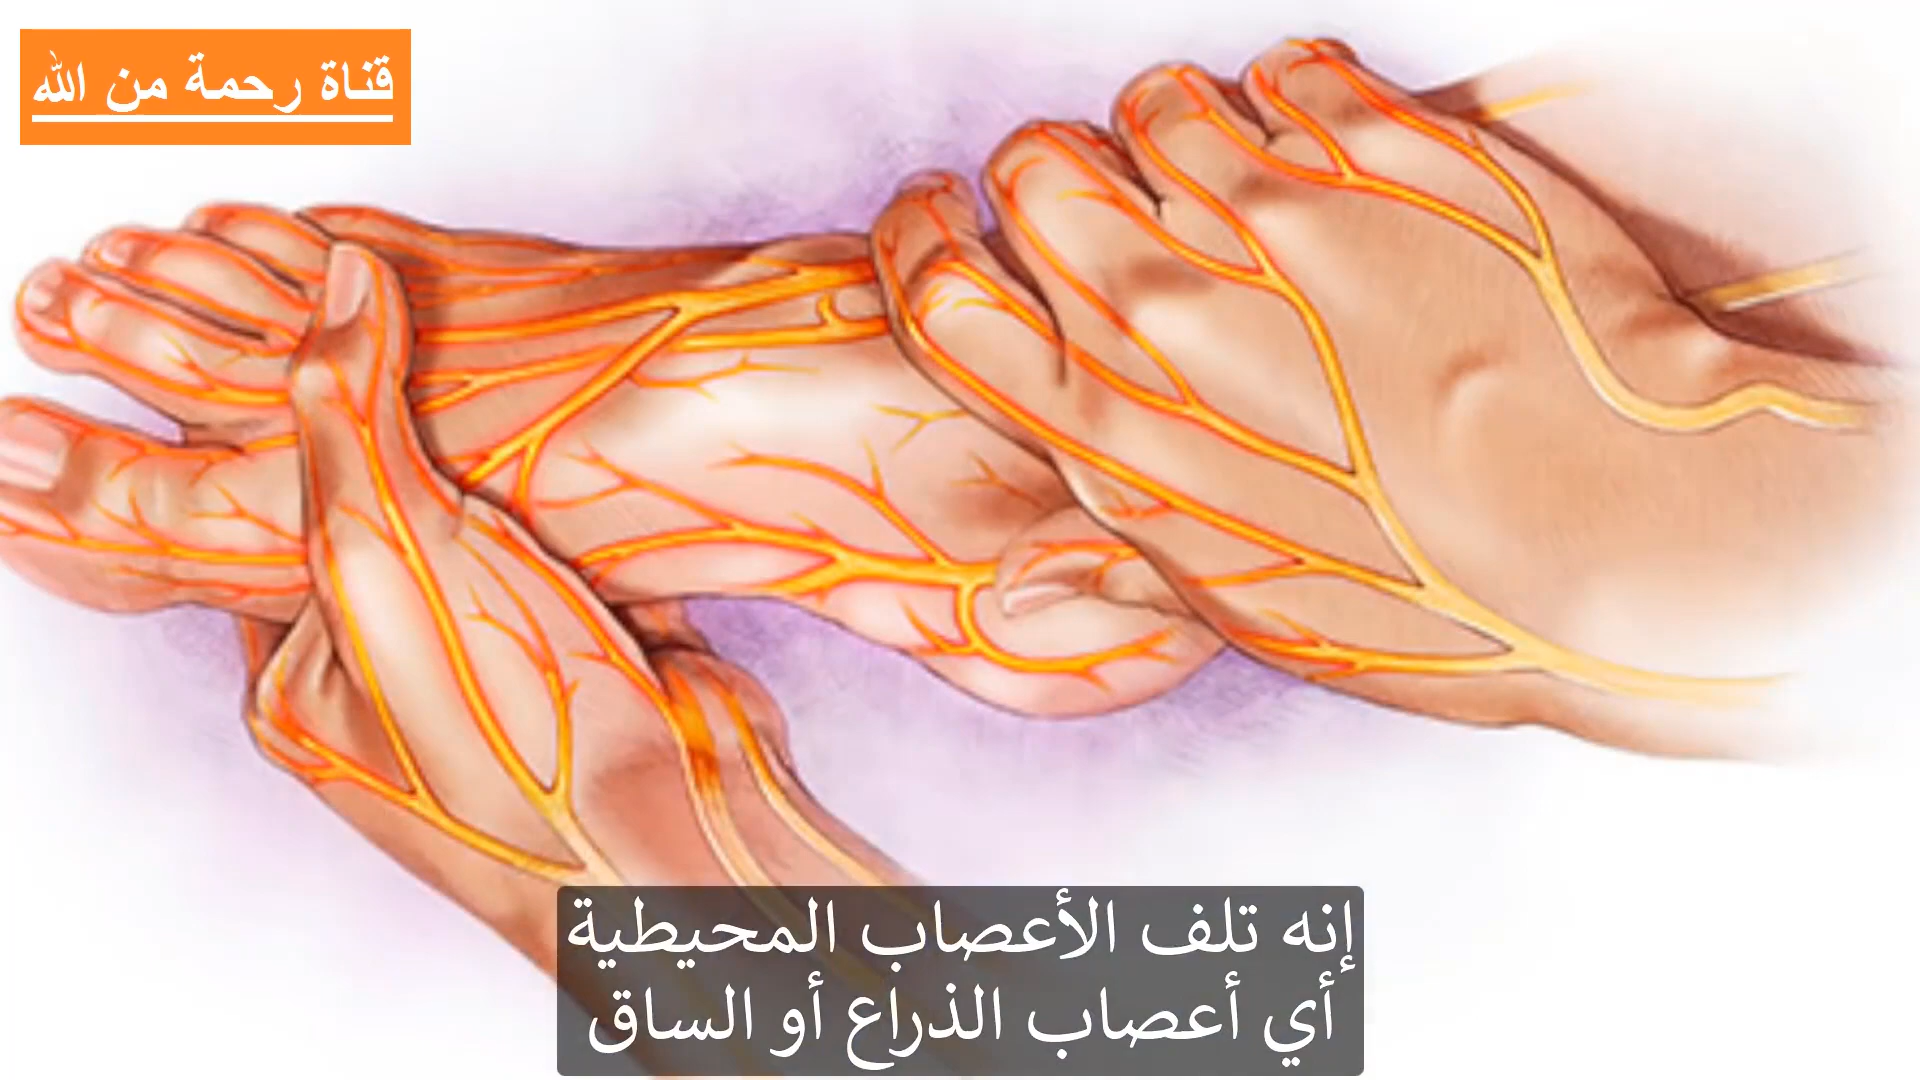 قناة رحمة من الله
إنه تلف الأعصاب المحيطية
أي أعصاب الذراع أو الساق